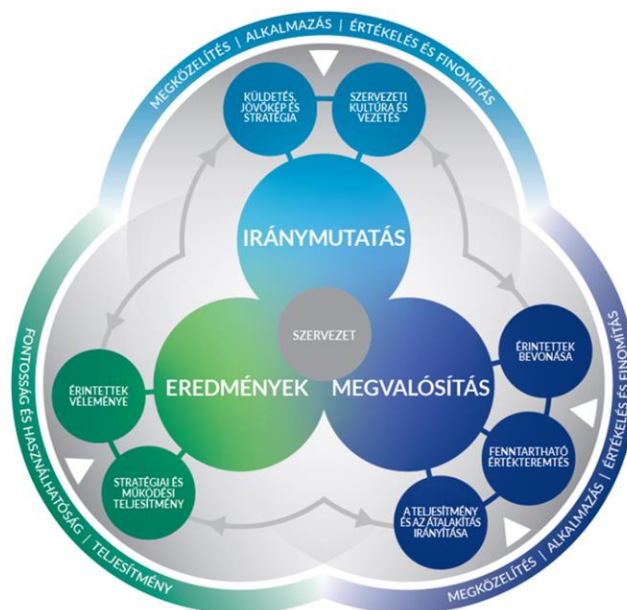 MEGKÖZELÍTÉS | ALKALMAZÁS | ÉRTÉKELÉS ÉS FINOMÍTÁS
KÜLDETÉS,
JÖVŐKÉP ÉS
STRATÉGIA
SZERVEZETI
KULTÚRA ÉS
VEZETÉS
IRÁNYMUTATÁS
SZERVEZET
EREDMÉNYEK
MEGVALÓSÍTÁS
ÉRINTETTEK
BEVONÁSA
FENNTARTHATÓ
ÉRTÉKTEREMTÉS
A TELJESÍTMÉNY
ÉS AZ ÁTALAKÍTÁS
IRÁNYÍTÁSA
ÉRINTETTEK
VÉLEMÉNYE
STRATÉGIAI ÉS
MŰKÖDÉSI
TELJESÍTMÉNY
FONTOSSÁG ÉS HASZNÁLHATÓSÁG | TELJESÍTMÉNY
MEGKÖZELÍTÉS | ALKALMAZÁS | ÉRTÉKELÉS ÉS FINOMÍTÁS